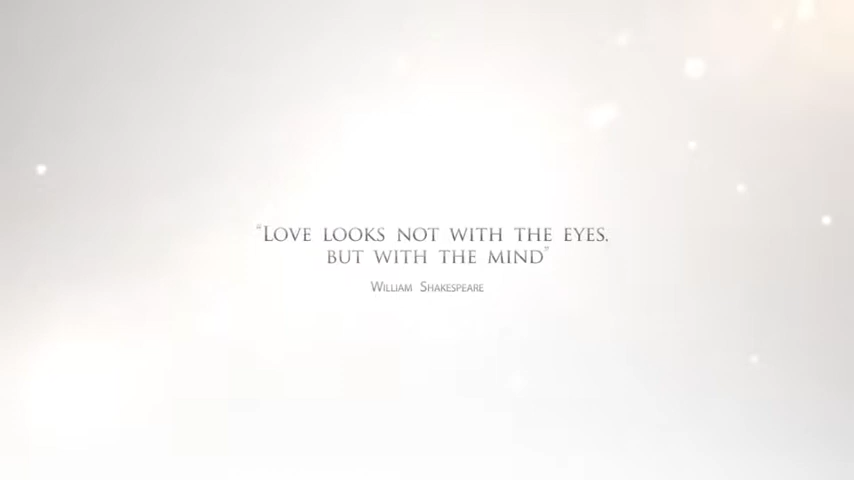 “Love looks not with the eyes,
but with the mind”
William Shakespeare